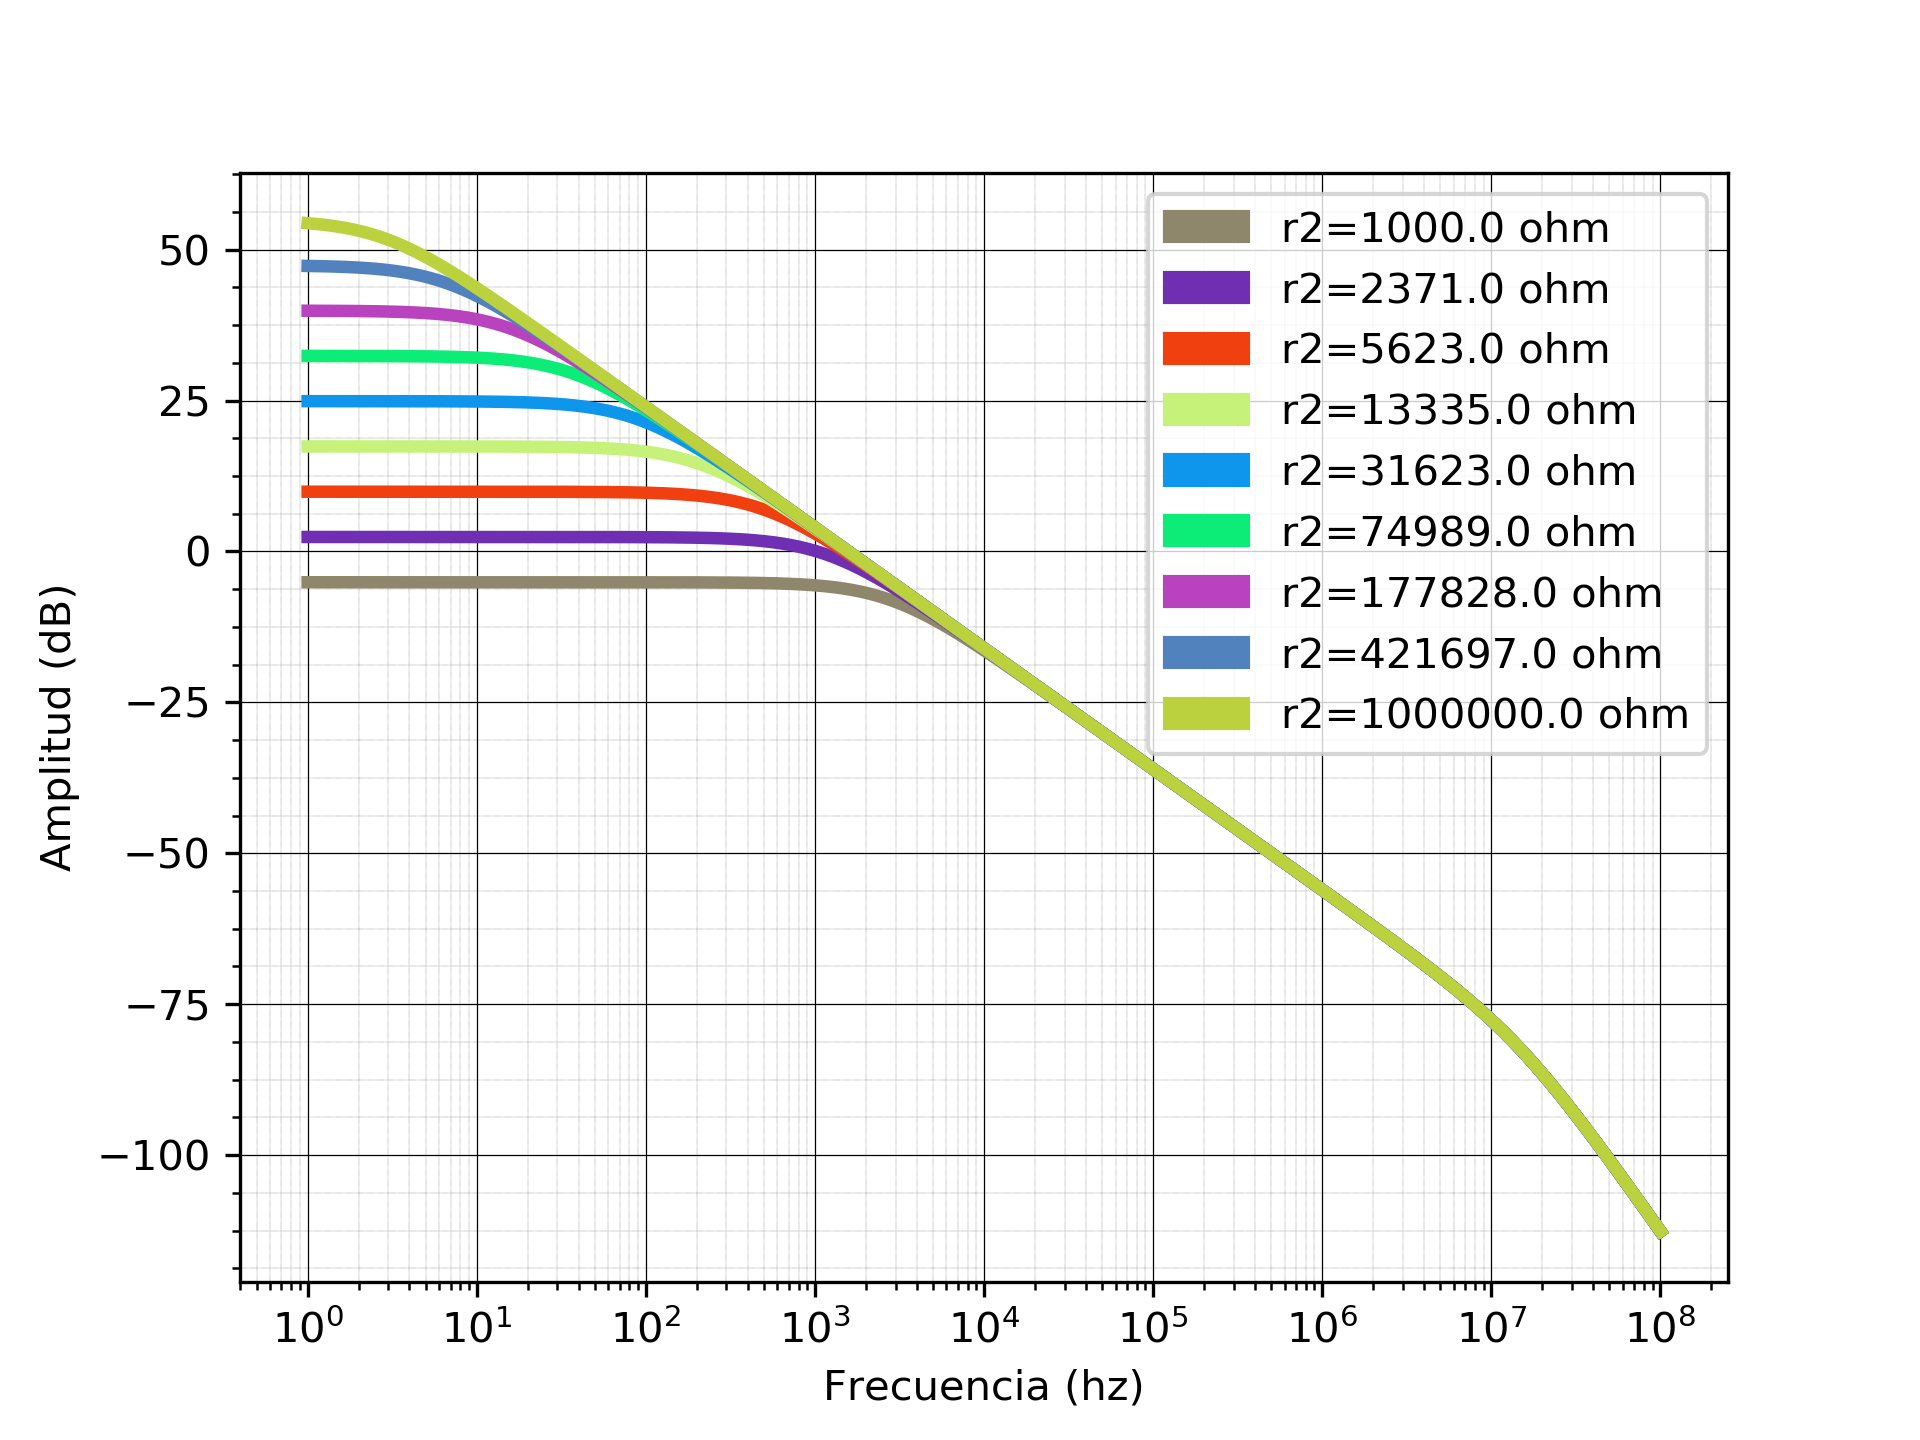 r2=1000.0 ohm
r2=2371.0 ohm
r2=5623.0 ohm
r2=13335.0 ohm
r2=31623.0 ohm
r2=74989.0 ohm
r2=177828.0 ohm
r2=421697.0 ohm
r2=1000000.0 ohm
50
25
0
−25
−50
−75
−100
Amplitud (dB)
10⁰ 10¹ 10² 10³ 10⁴ 10⁵ 10⁶ 10⁷ 10⁸
Frecuencia (hz)